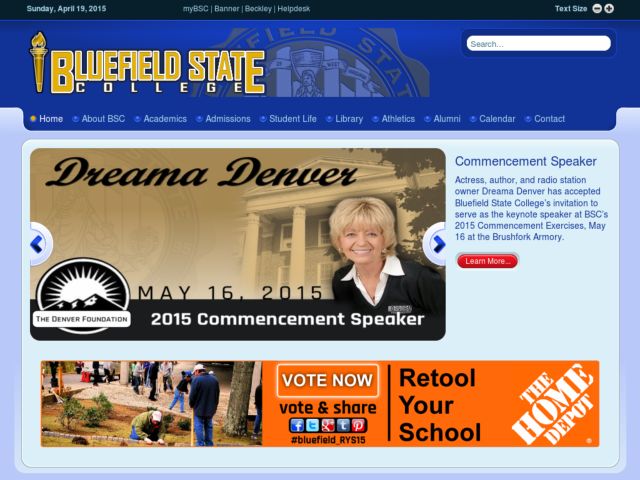 Sunday, April 19, 2015
myBSC | Banner | Beckley | Helpdesk
Text Size
Search...
BLUEFIELD STATE
COLLEGE
Home
About BSC
Academics
Admissions
Student Life
Library
Athletics
Alumni
Calendar
Contact
Dreama Denver
MAY 16, 2015
THE DENVER FOUNDATION
2015 Commencement Speaker
Commencement Speaker
Actress, author, and radio station
owner Dreama Denver has accepted
Bluefield State College's invitation to
serve as the keynote speaker at BSC's
2015 Commencement Exercises, May
16 at the Brushfork Armory.
Learn More...
VOTE NOW
vote & share
#bluefield_RYS15
Retool
Your
School
THE
HOME
DEPOT